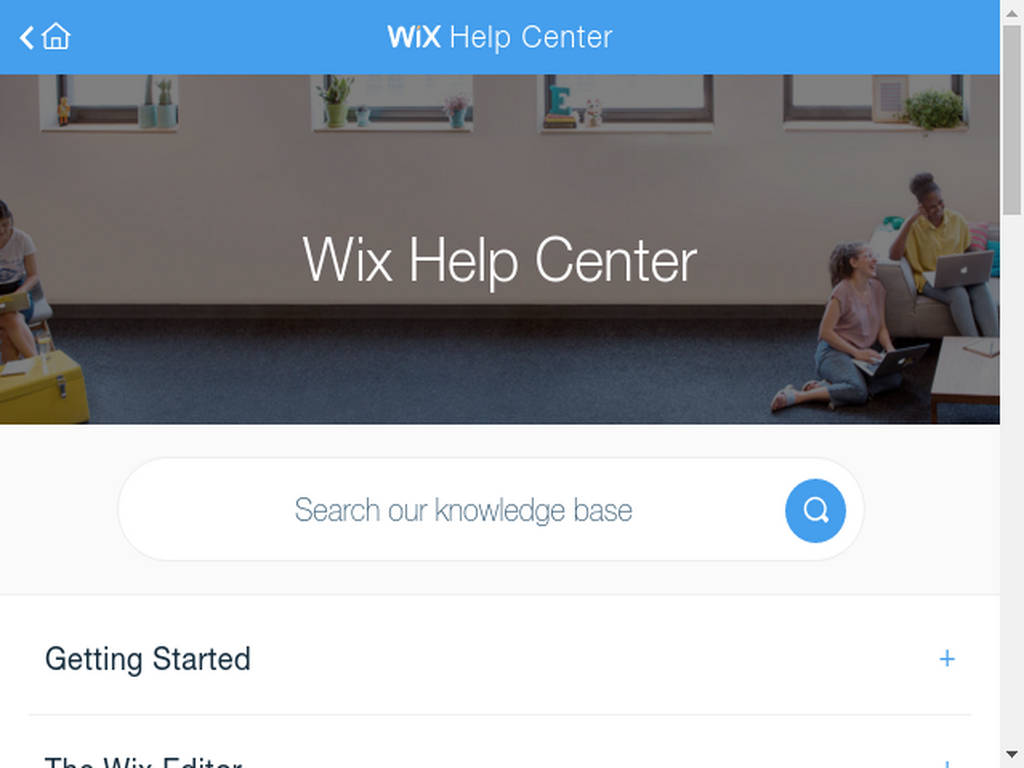 WiX Help Center
E
Wix Help Center
Search our knowledge base
Getting Started
+
The Wix Editor
+